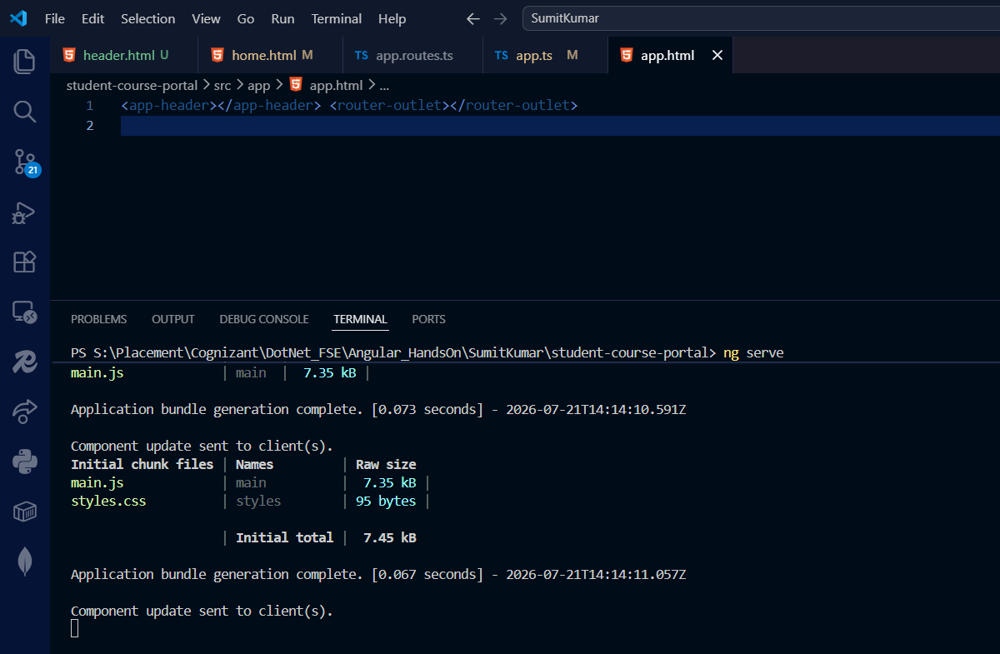 File Edit Selection View Go Run Terminal Help SumitKumar
header.html U home.html M TS app.routes.ts TS app.ts M app.html
student-course-portal > src > app > app.html > ...
1 <app-header></app-header> <router-outlet></router-outlet>
2
21
PROBLEMS OUTPUT DEBUG CONSOLE TERMINAL PORTS
PS S:\Placement\Cognizant\DotNet_FSE\Angular_HandsOn\SumitKumar\student-course-portal> ng serve
main.js | main | 7.35 kB |
Application bundle generation complete. [0.073 seconds] - 2026-07-21T14:14:10.591Z
Component update sent to client(s).
Initial chunk files | Names | Raw size
main.js | main | 7.35 kB |
styles.css | styles | 95 bytes |
| Initial total | 7.45 kB
Application bundle generation complete. [0.067 seconds] - 2026-07-21T14:14:11.057Z
Component update sent to client(s).